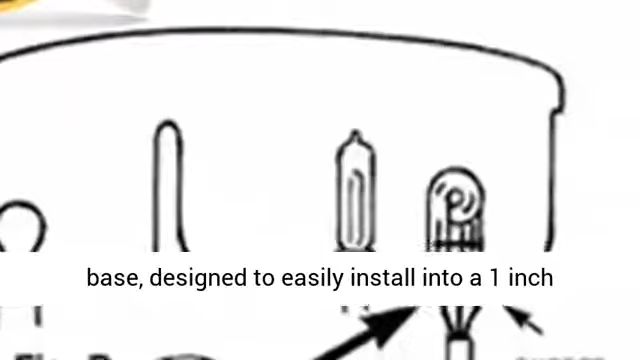 base, designed to easily install into a 1 inch